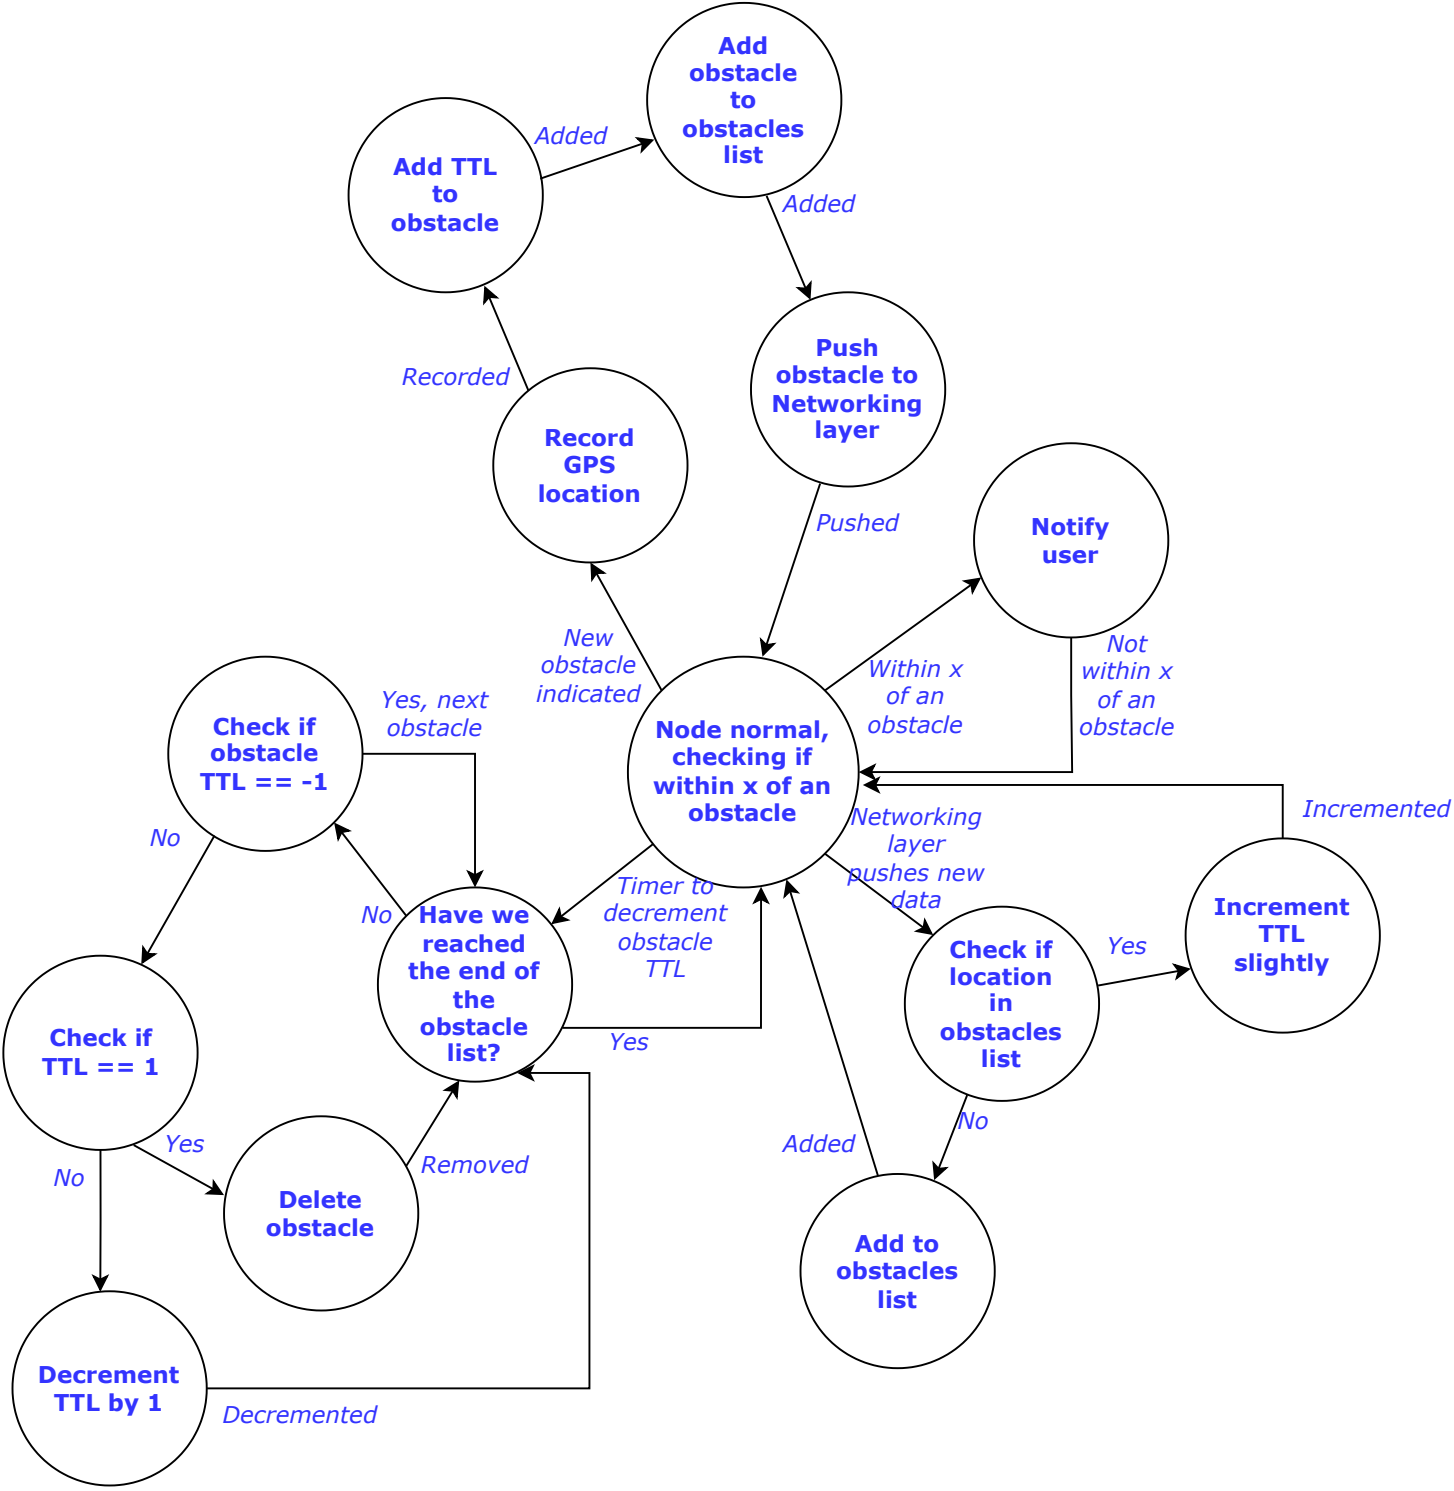 Add
obstacle
to
obstacles
list
Added
Add TTL
to
obstacle
Added
Push
obstacle to
Networking
layer
Recorded
Record
GPS
location
Pushed
Notify
user
New
obstacle
indicated
Not
within x
of an
obstacle
Within x
of an
obstacle
Yes, next
obstacle
Check if
obstacle
TTL == -1
Node normal,
checking if
within x of an
obstacle
Incremented
Networking
layer
pushes new
data
No
Timer to
decrement
obstacle
TTL
No
Have we
reached
the end of
the
obstacle
list?
Increment
TTL
slightly
Yes
Check if
location
in
obstacles
list
Check if
TTL == 1
Yes
No
Added
Yes
No
Removed
Delete
obstacle
Add to
obstacles
list
Decrement
TTL by 1
Decremented